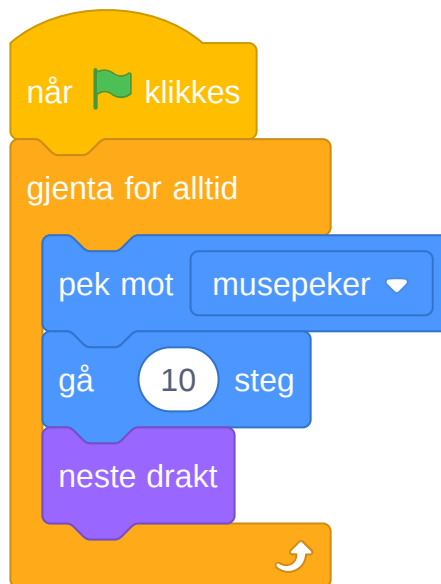 når klikkes
gjenta for alltid
pek mot musepeker
gå 10 steg
neste drakt